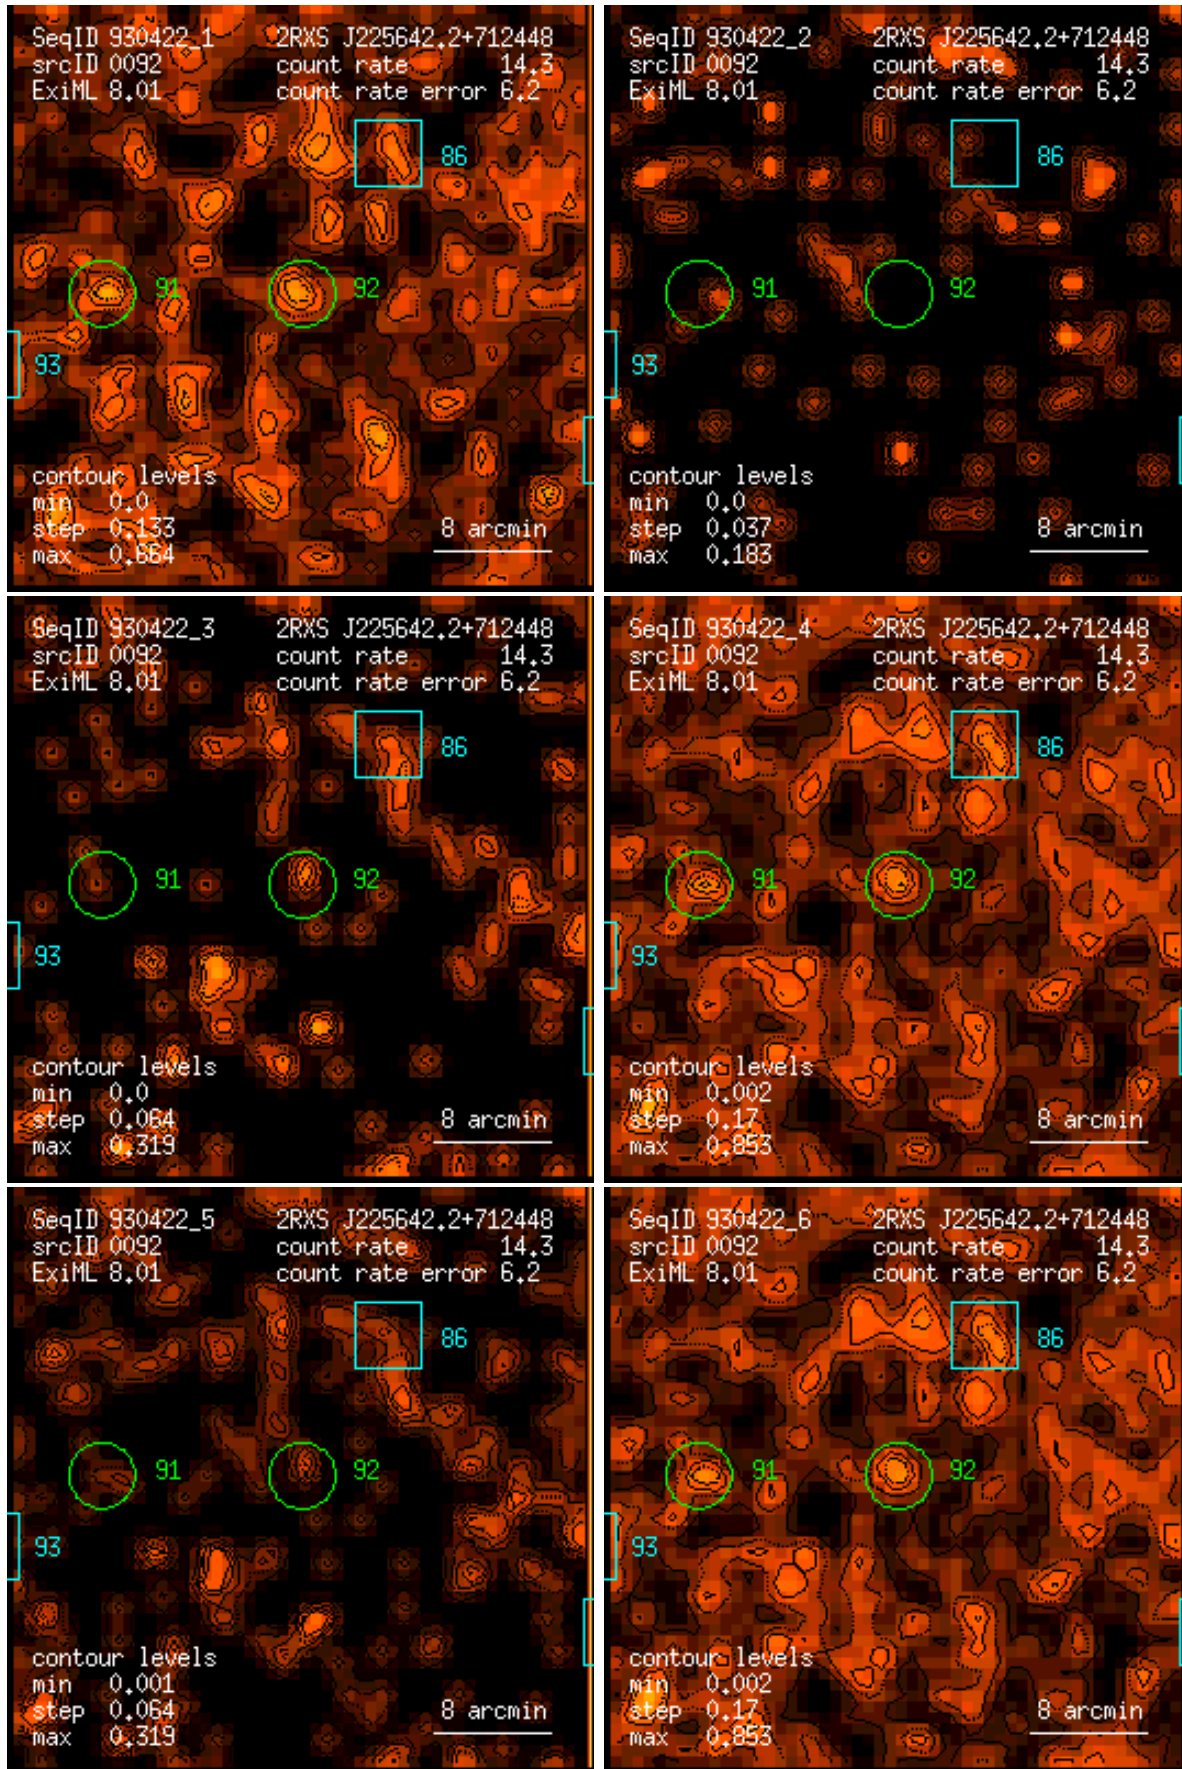 SeqID 930422_1 2RXS J225642.2+712448
srcID 0092 count rate 14.3
ExiML 8.01 count rate error 6.2
86
91 92
93
contour levels
min 0.0
step 0.133 8 arcmin
max 0.664
SeqID 930422_2 2RXS J225642.2+712448
srcID 0092 count rate 14.3
ExiML 8.01 count rate error 6.2
86
91 92
93
contour levels
min 0.0
step 0.037 8 arcmin
max 0.183
SeqID 930422_3 2RXS J225642.2+712448
srcID 0092 count rate 14.3
ExiML 8.01 count rate error 6.2
86
91 92
93
contour levels
min 0.0
step 0.064 8 arcmin
max 0.319
SeqID 930422_4 2RXS J225642.2+712448
srcID 0092 count rate 14.3
ExiML 8.01 count rate error 6.2
86
91 92
93
contour levels
min 0.002
step 0.17 8 arcmin
max 0.853
SeqID 930422_5 2RXS J225642.2+712448
srcID 0092 count rate 14.3
ExiML 8.01 count rate error 6.2
86
91 92
93
contour levels
min 0.001
step 0.064 8 arcmin
max 0.319
SeqID 930422_6 2RXS J225642.2+712448
srcID 0092 count rate 14.3
ExiML 8.01 count rate error 6.2
86
91 92
93
contour levels
min 0.002
step 0.17 8 arcmin
max 0.853